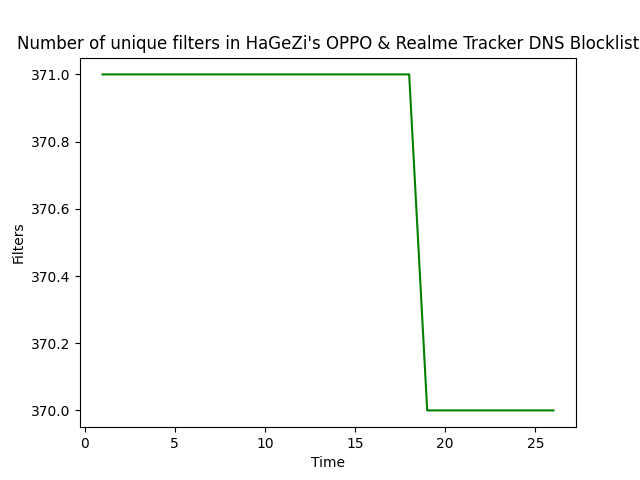 Number of unique filters in HaGeZi's OPPO & Realme Tracker DNS Blocklist
371.0
370.8
370.6
370.4
370.2
370.0
Filters
0 5 10 15 20 25
Time